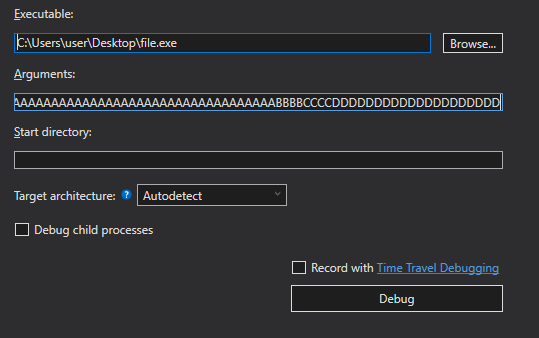 Executable:
C:\Users\user\Desktop\file.exe
Browse...
Arguments:
AAAAAAAAAAAAAAAAAAAAAAAAAAAAAAAAAABBBBCCCCDDDDDDDDDDDDDDDDDDDD
Start directory:
Target architecture: ? Autodetect
Debug child processes
Record with Time Travel Debugging
Debug